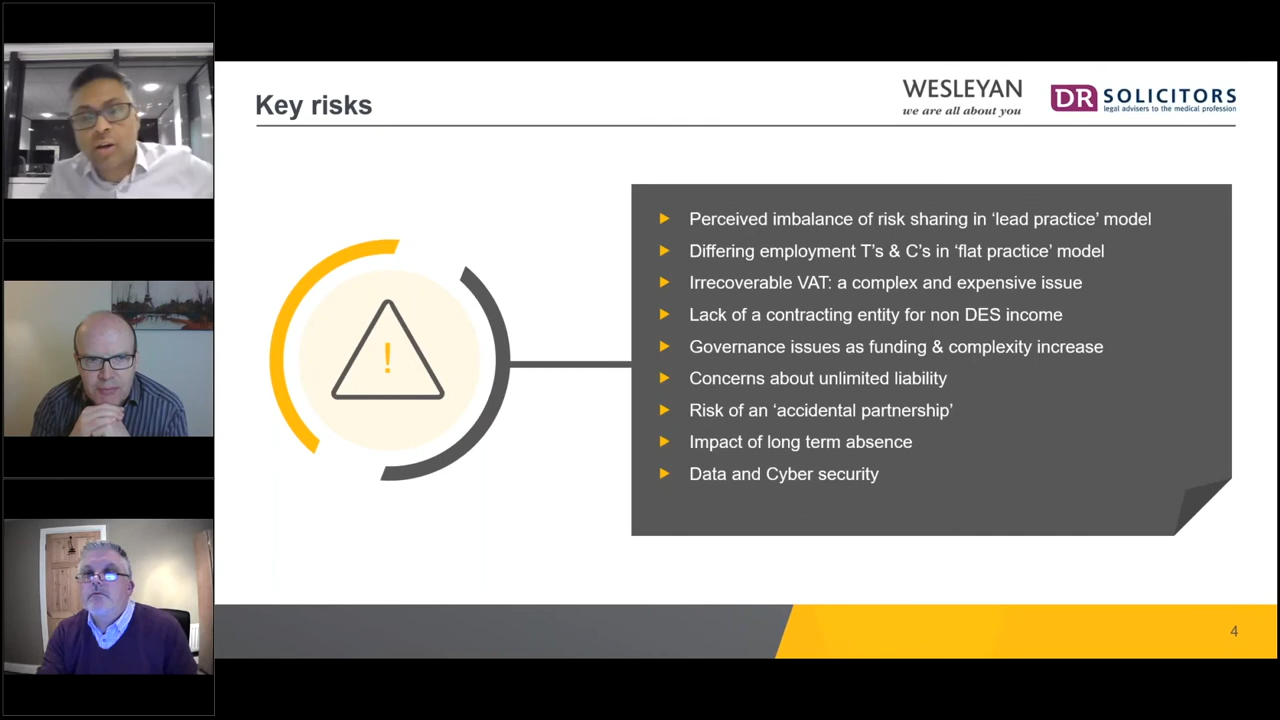 Key risks
WESLEYAN
we are all about you
DR SOLICITORS
legal advisers to the medical profession
!
Perceived imbalance of risk sharing in ‘lead practice’ model
Differing employment T’s & C’s in ‘flat practice’ model
Irrecoverable VAT: a complex and expensive issue
Lack of a contracting entity for non DES income
Governance issues as funding & complexity increase
Concerns about unlimited liability
Risk of an ‘accidental partnership’
Impact of long term absence
Data and Cyber security
4